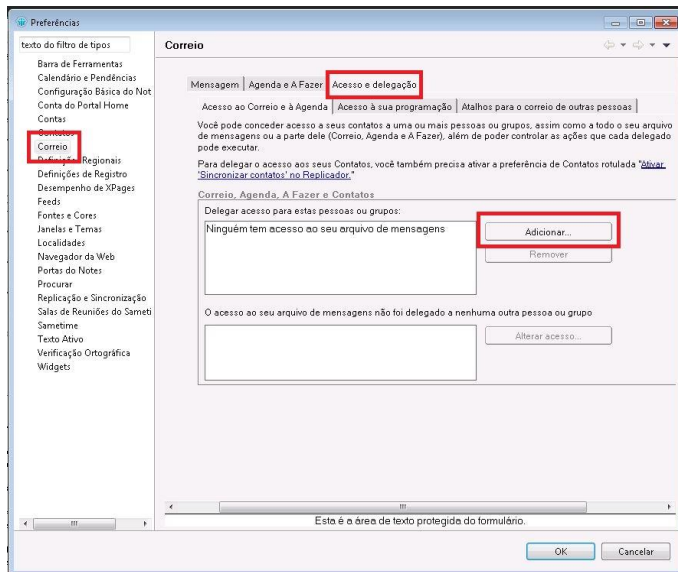 Preferências
texto do filtro de tipos
Barra de Ferramentas
Calendário e Pendências
Configuração Básica do Not
Conta do Portal Home
Contas
Contatos
Correio
Definições Regionais
Definições de Registro
Desempenho de XPages
Feeds
Fontes e Cores
Janelas e Temas
Localidades
Navegador da Web
Portas do Notes
Procurar
Replicação e Sincronização
Salas de Reuniões do Sameti
Sametime
Texto Ativo
Verificação Ortográfica
Widgets
Correio
Mensagem Agenda e A Fazer Acesso e delegação
Acesso ao Correio e à Agenda Acesso à sua programação Atalhos para o correio de outras pessoas
Você pode conceder acesso a seus contatos a uma ou mais pessoas ou grupos, assim como a todo o seu arquivo
de mensagens ou a parte dele (Correio, Agenda e A Fazer), além de poder controlar as ações que cada delegado
pode executar.
Para delegar o acesso aos seus Contatos, você também precisa ativar a preferência de Contatos rotulada "Ativar
'Sincronizar contatos' no Replicador."
Correio, Agenda, A Fazer e Contatos
Delegar acesso para estas pessoas ou grupos:
Ninguém tem acesso ao seu arquivo de mensagens
Adicionar...
Remover
O acesso ao seu arquivo de mensagens não foi delegado a nenhuma outra pessoa ou grupo
Alterar acesso...
Esta é a área de texto protegida do formulário.
OK Cancelar